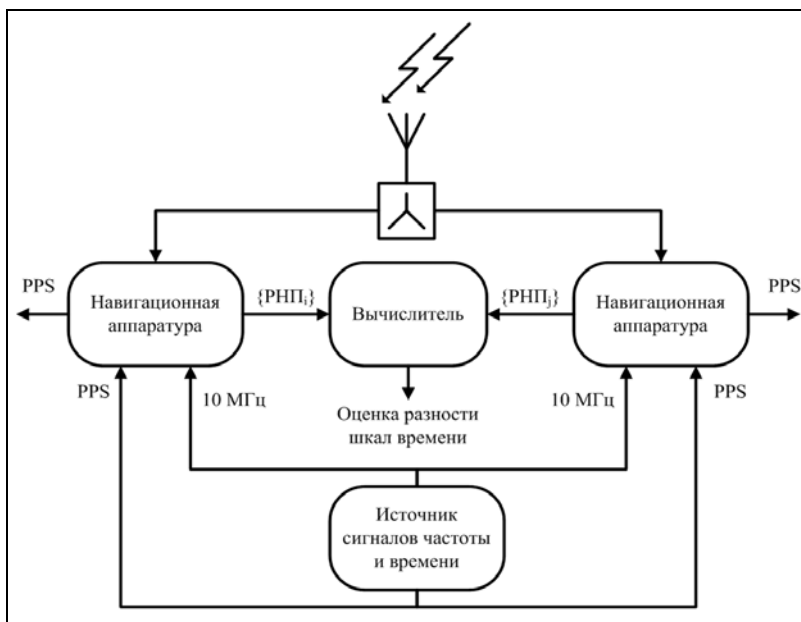 PPS
Навигационная
аппаратура
{РНПi}
Вычислитель
{РНПj}
Навигационная
аппаратура
PPS
PPS
10 МГц
Оценка разности
шкал времени
10 МГц
PPS
Источник
сигналов частоты
и времени